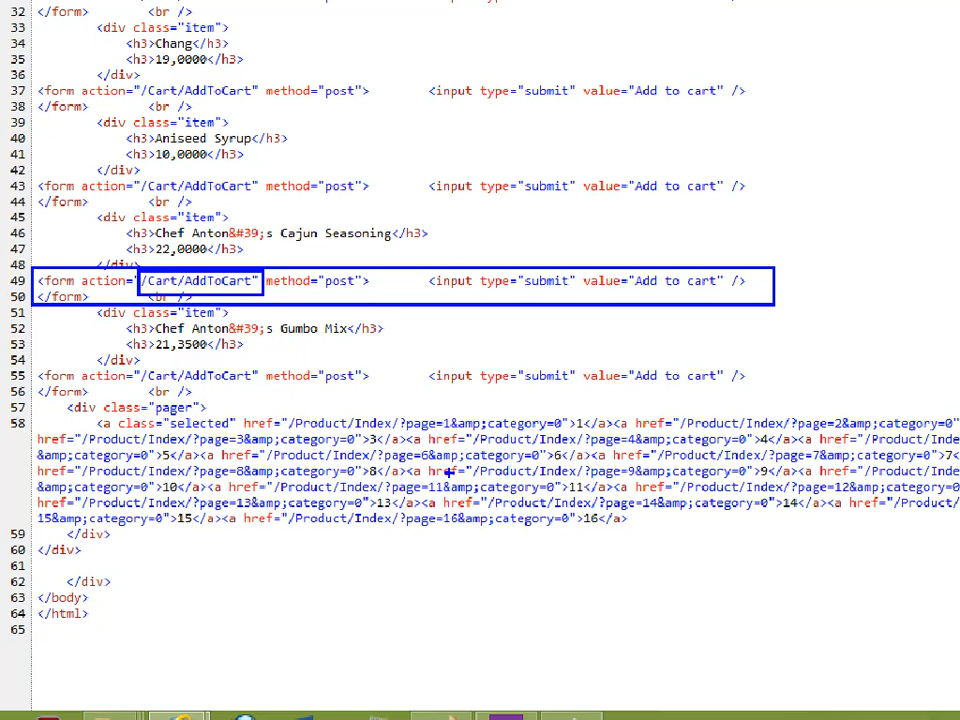 32 </form>        <br />
33         <div class="item">
34             <h3>Chang</h3>
35             <h3>19,0000</h3>
36         </div>
37 <form action="/Cart/AddToCart" method="post">        <input type="submit" value="Add to cart" />
38 </form>        <br />
39         <div class="item">
40             <h3>Aniseed Syrup</h3>
41             <h3>10,0000</h3>
42         </div>
43 <form action="/Cart/AddToCart" method="post">        <input type="submit" value="Add to cart" />
44 </form>        <br />
45         <div class="item">
46             <h3>Chef Anton&#39;s Cajun Seasoning</h3>
47             <h3>22,0000</h3>
48         </div>
49 <form action="/Cart/AddToCart" method="post">        <input type="submit" value="Add to cart" />
50 </form>        <br />
51         <div class="item">
52             <h3>Chef Anton&#39;s Gumbo Mix</h3>
53             <h3>21,3500</h3>
54         </div>
55 <form action="/Cart/AddToCart" method="post">        <input type="submit" value="Add to cart" />
56 </form>        <br />
57     <div class="pager">
58         <a class="selected" href="/Product/Index/?page=1&amp;category=0">1</a><a href="/Product/Index/?page=2&amp;category=0"
href="/Product/Index/?page=3&amp;category=0">3</a><a href="/Product/Index/?page=4&amp;category=0">4</a><a href="/Product/Inde
&amp;category=0">5</a><a href="/Product/Index/?page=6&amp;category=0">6</a><a href="/Product/Index/?page=7&amp;category=0">7<
href="/Product/Index/?page=8&amp;category=0">8</a><a href="/Product/Index/?page=9&amp;category=0">9</a><a href="/Product/Inde
&amp;category=0">10</a><a href="/Product/Index/?page=11&amp;category=0">11</a><a href="/Product/Index/?page=12&amp;category=0
href="/Product/Index/?page=13&amp;category=0">13</a><a href="/Product/Index/?page=14&amp;category=0">14</a><a href="/Product/
15&amp;category=0">15</a><a href="/Product/Index/?page=16&amp;category=0">16</a>
59     </div>
60 </div>
61
62     </div>
63 </body>
64 </html>
65